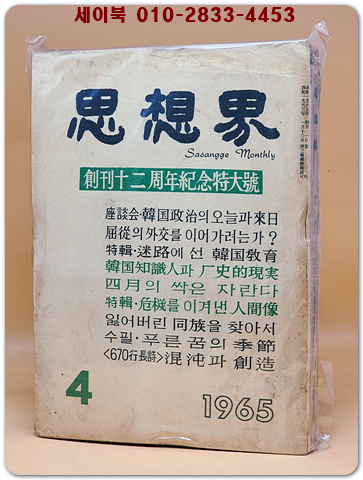 세이북 010-2833-4453
思想界
Sasangge Monthly
創刊十二周年紀念特大號
座談会·韓国政治의오늘과來日
屈從의外交를이어가려는가?
特輯·迷路에선 韓国敎育
韓国知識人과 厂史的現実
四月의 싹은 자란다
特輯·危機를이겨낸人間像
잃어버린 同族을찾아서
수필·푸른 꿈의 季節
<670行長詩>混沌과 創造
4
1965